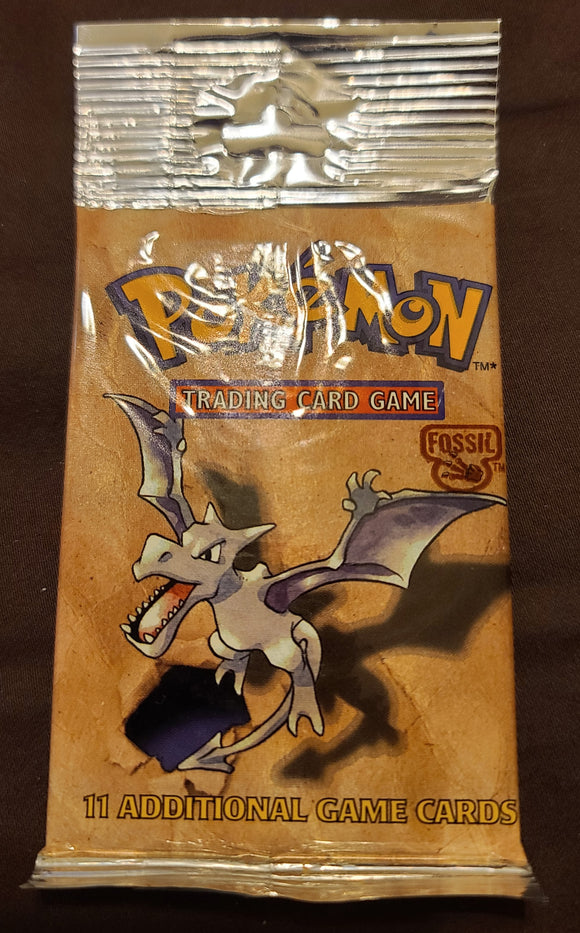 POKéMON
TM*
TRADING CARD GAME
FOSSIL
TM
11 ADDITIONAL GAME CARDS